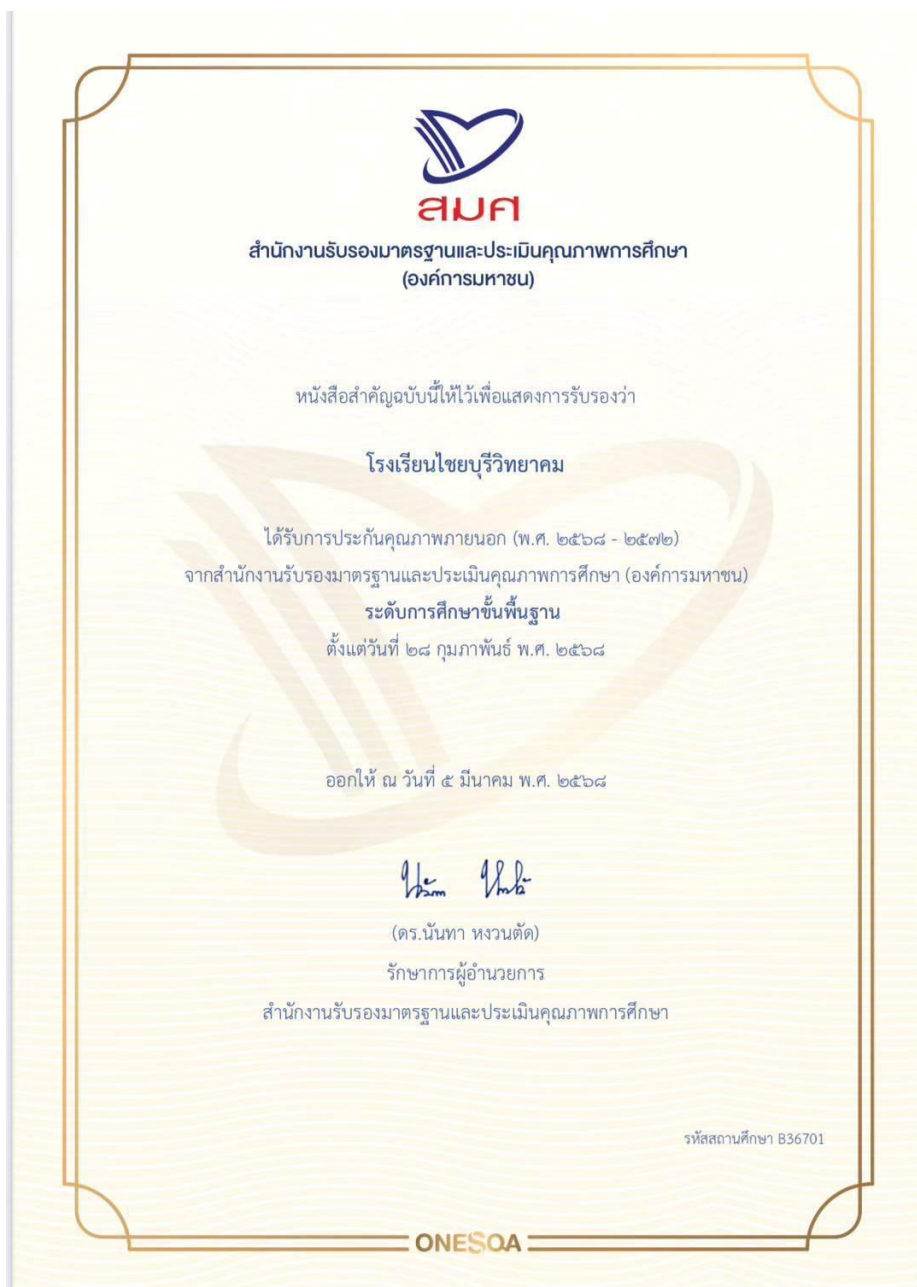 สมศ
สำนักงานรับรองมาตรฐานและประเมินคุณภาพการศึกษา
(องค์การมหาชน)
หนังสือสำคัญฉบับนี้ให้ไว้เพื่อแสดงการรับรองว่า
โรงเรียนไชยบุรีวิทยาคม
ได้รับการประกันคุณภาพภายนอก (พ.ศ. ๒๕๖๘ - ๒๕๗๒)
จากสำนักงานรับรองมาตรฐานและประเมินคุณภาพการศึกษา (องค์การมหาชน)
ระดับการศึกษาขั้นพื้นฐาน
ตั้งแต่วันที่ ๒๘ กุมภาพันธ์ พ.ศ. ๒๕๖๘
ออกให้ ณ วันที่ ๕ มีนาคม พ.ศ. ๒๕๖๘
(ดร.นันทา หงวนตัด)
รักษาการผู้อำนวยการ
สำนักงานรับรองมาตรฐานและประเมินคุณภาพการศึกษา
รหัสสถานศึกษา B36701
ONESQA